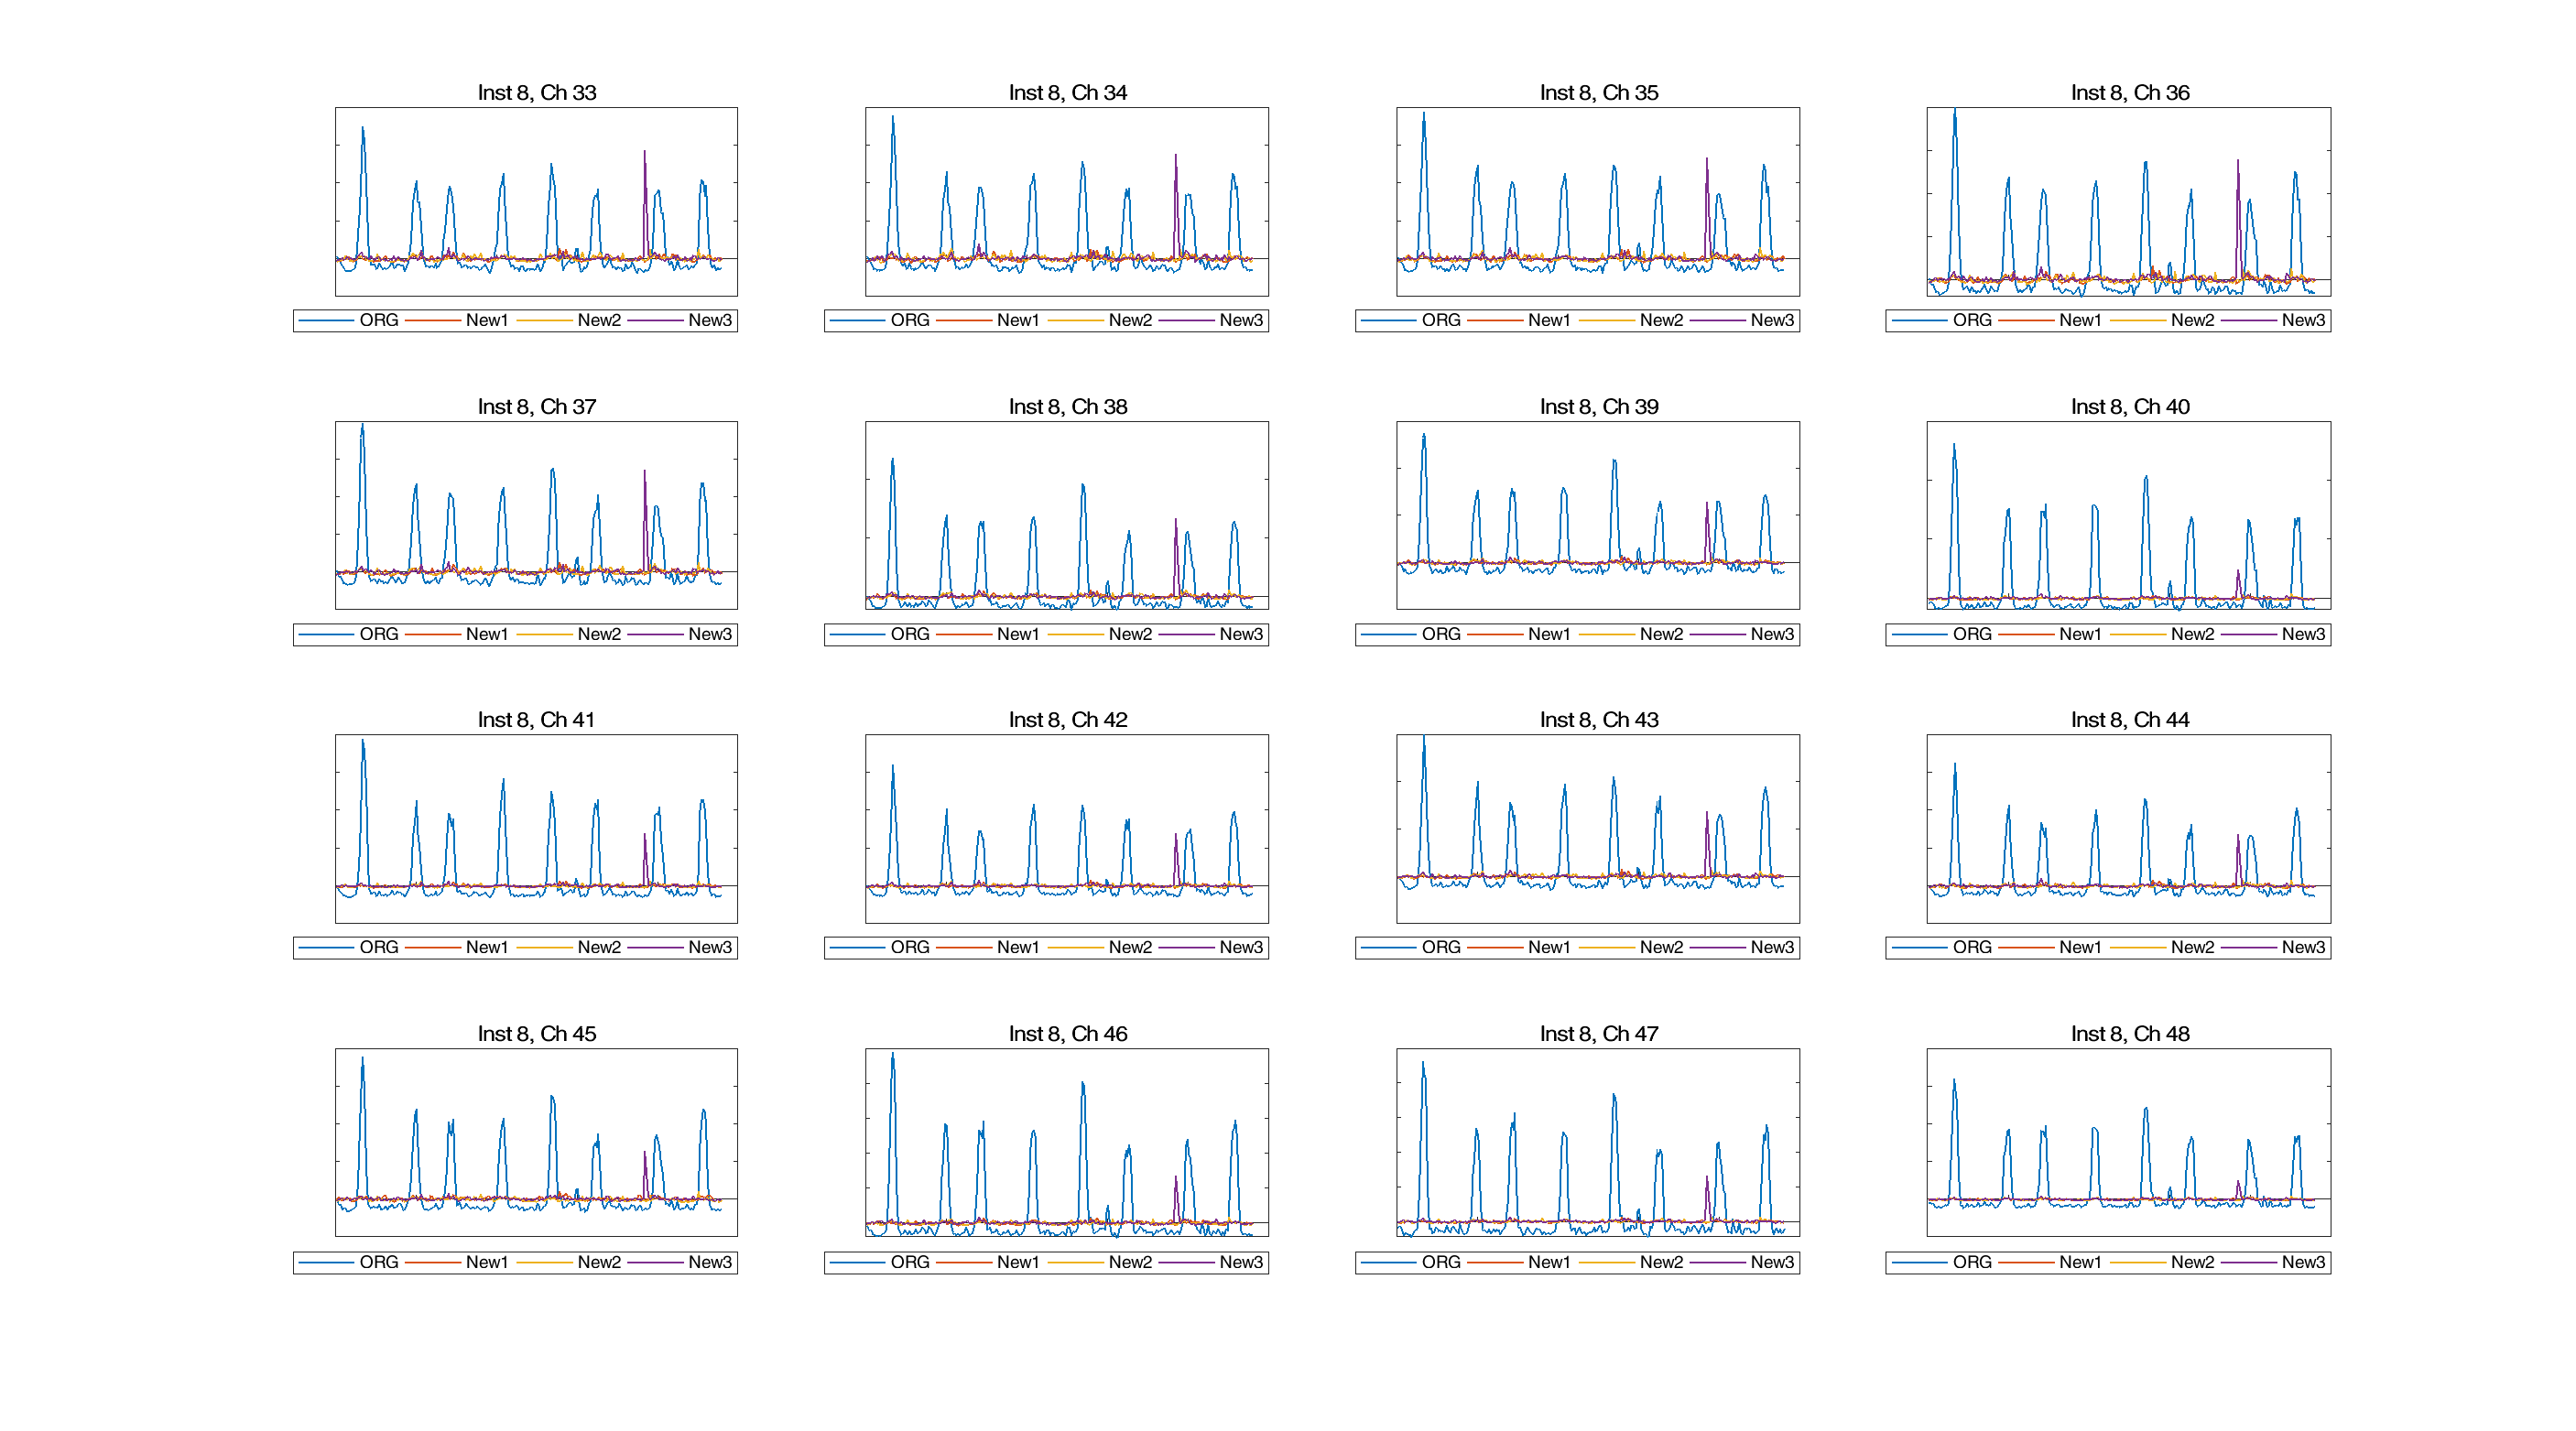 Inst 8, Ch 33
Inst 8, Ch 34
Inst 8, Ch 35
Inst 8, Ch 36
ORG New1 New2 New3
ORG New1 New2 New3
ORG New1 New2 New3
ORG New1 New2 New3
Inst 8, Ch 37
Inst 8, Ch 38
Inst 8, Ch 39
Inst 8, Ch 40
ORG New1 New2 New3
ORG New1 New2 New3
ORG New1 New2 New3
ORG New1 New2 New3
Inst 8, Ch 41
Inst 8, Ch 42
Inst 8, Ch 43
Inst 8, Ch 44
ORG New1 New2 New3
ORG New1 New2 New3
ORG New1 New2 New3
ORG New1 New2 New3
Inst 8, Ch 45
Inst 8, Ch 46
Inst 8, Ch 47
Inst 8, Ch 48
ORG New1 New2 New3
ORG New1 New2 New3
ORG New1 New2 New3
ORG New1 New2 New3